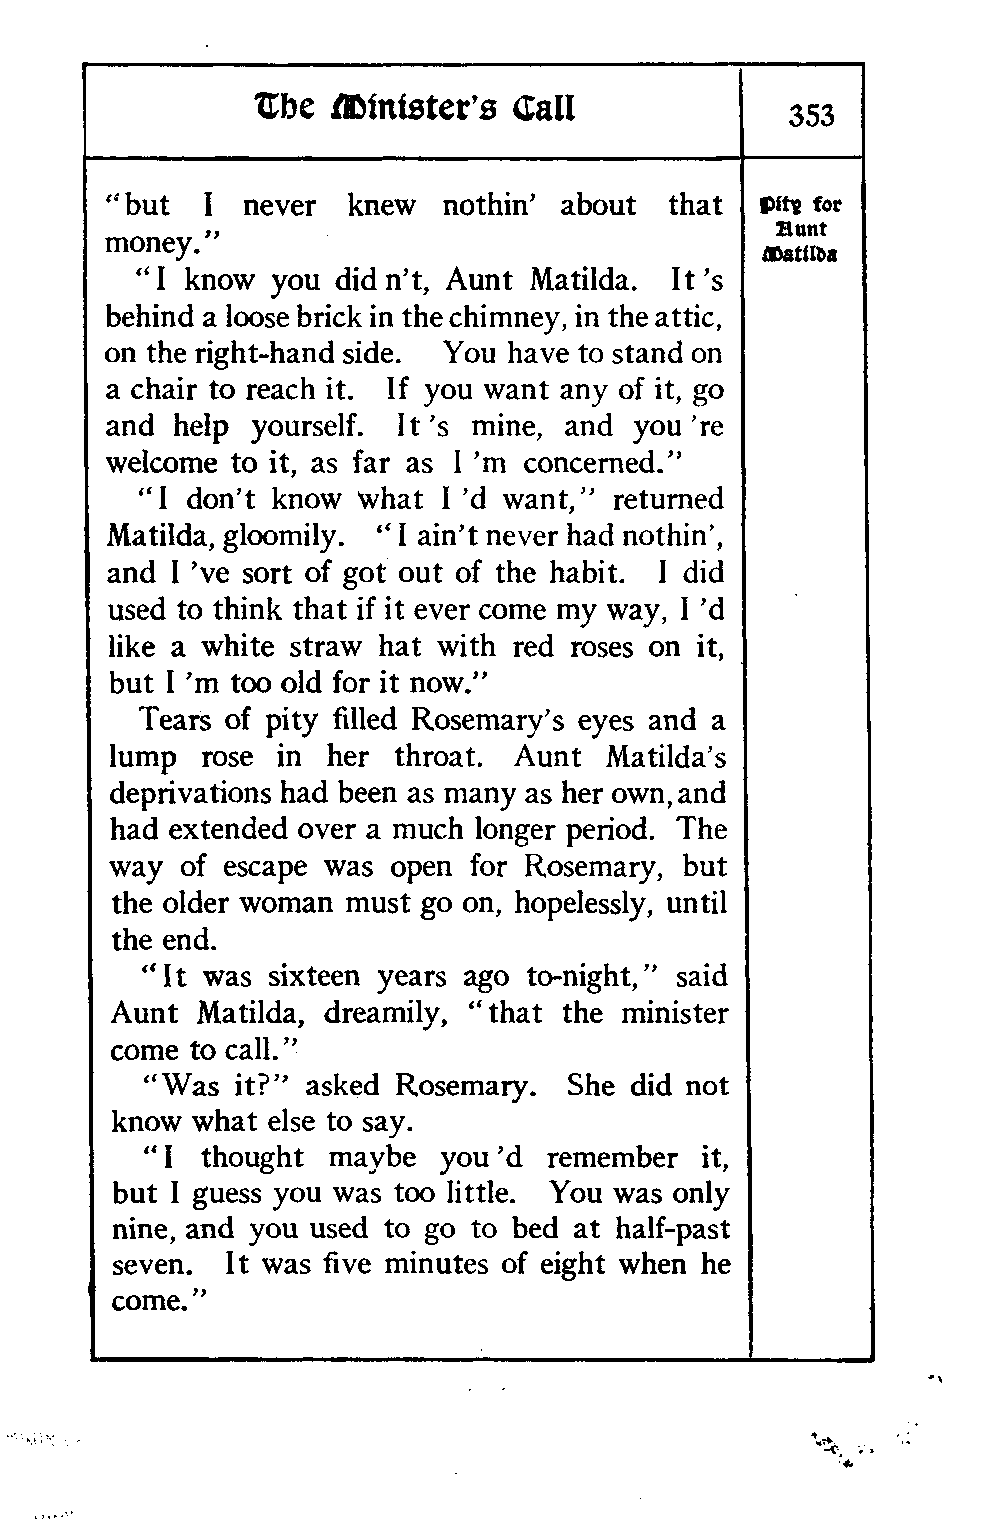 The Minister's Call
353
"but I never knew nothin' about that
money."
Pity for
Aunt
Matilda
"I know you did n't, Aunt Matilda. It 's
behind a loose brick in the chimney, in the attic,
on the right-hand side. You have to stand on
a chair to reach it. If you want any of it, go
and help yourself. It 's mine, and you 're
welcome to it, as far as I 'm concerned."
"I don't know what I 'd want," returned
Matilda, gloomily. "I ain't never had nothin',
and I 've sort of got out of the habit. I did
used to think that if it ever come my way, I 'd
like a white straw hat with red roses on it,
but I 'm too old for it now."
Tears of pity filled Rosemary's eyes and a
lump rose in her throat. Aunt Matilda's
deprivations had been as many as her own, and
had extended over a much longer period. The
way of escape was open for Rosemary, but
the older woman must go on, hopelessly, until
the end.
"It was sixteen years ago to-night," said
Aunt Matilda, dreamily, "that the minister
come to call."
"Was it?" asked Rosemary. She did not
know what else to say.
"I thought maybe you 'd remember it,
but I guess you was too little. You was only
nine, and you used to go to bed at half-past
seven. It was five minutes of eight when he
come."